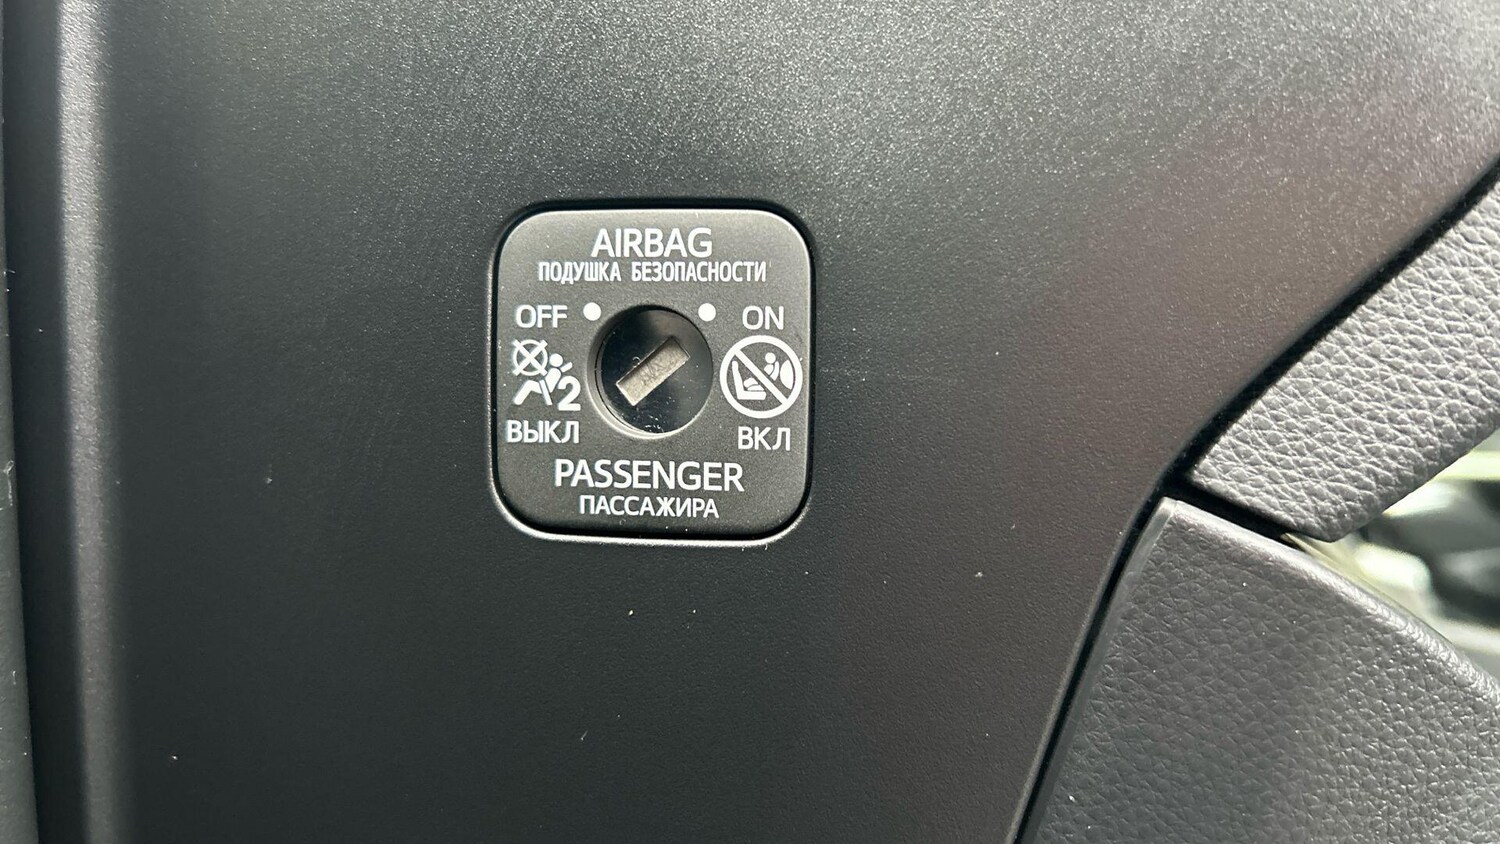 AIRBAG
ПОДУШКА БЕЗОПАСНОСТИ
OFF ON
2
ВЫКЛ ВКЛ
PASSENGER
ПАССАЖИРА